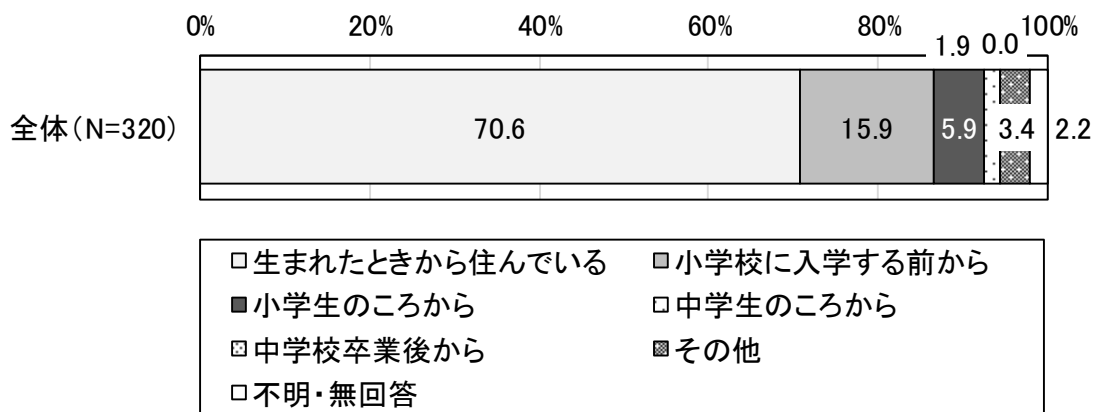 0% 20% 40% 60% 80% 100%
1.9 0.0
全体(N=320) 70.6 15.9 5.9 3.4 2.2
生まれたときから住んでいる 小学校に入学する前から
小学生のころから 中学生のころから
中学校卒業後から その他
不明・無回答